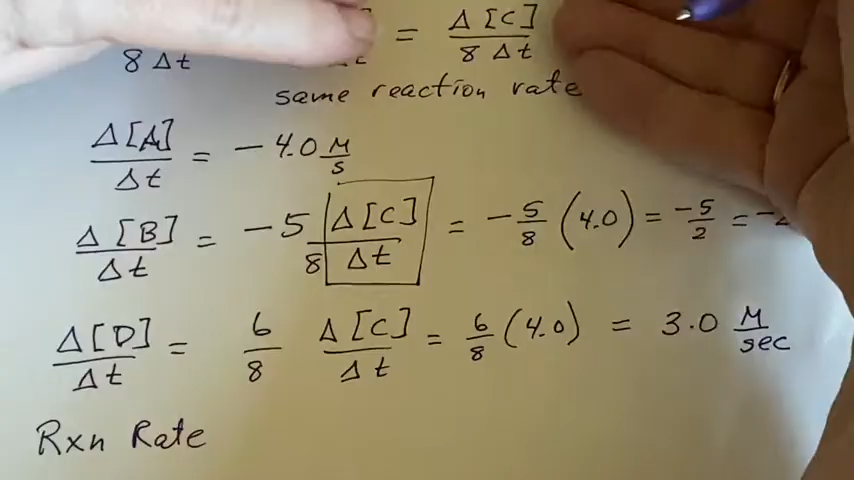 8 Δt = Δ[C] / 8 Δt
same reaction rate
Δ[A] / Δt = - 4.0 M/s
Δ[B] / Δt = -5/8 Δ[C] / Δt = -5/8 (4.0) = -5/2 =
Δ[D] / Δt = 6/8 Δ[C] / Δt = 6/8 (4.0) = 3.0 M/sec
Rxn Rate